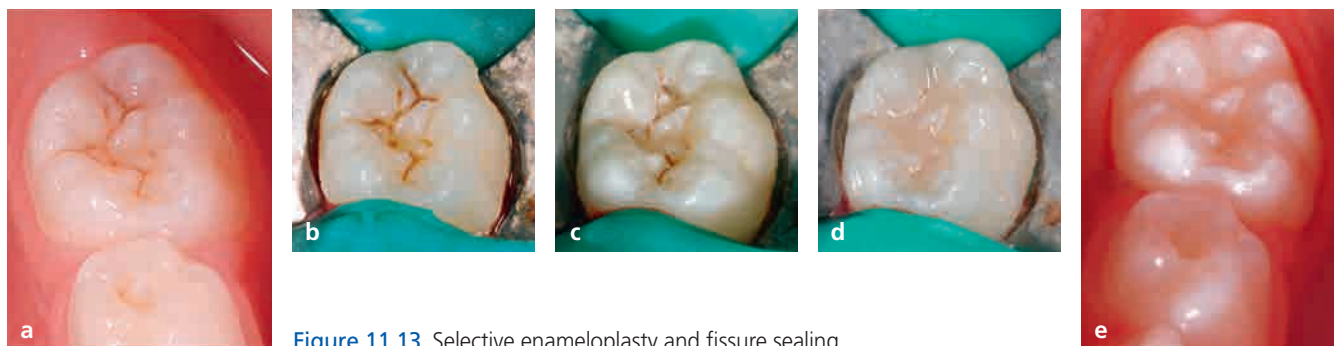 a
b
c
d
e
Figure 11.13 Selective enameloplasty and fissure sealing